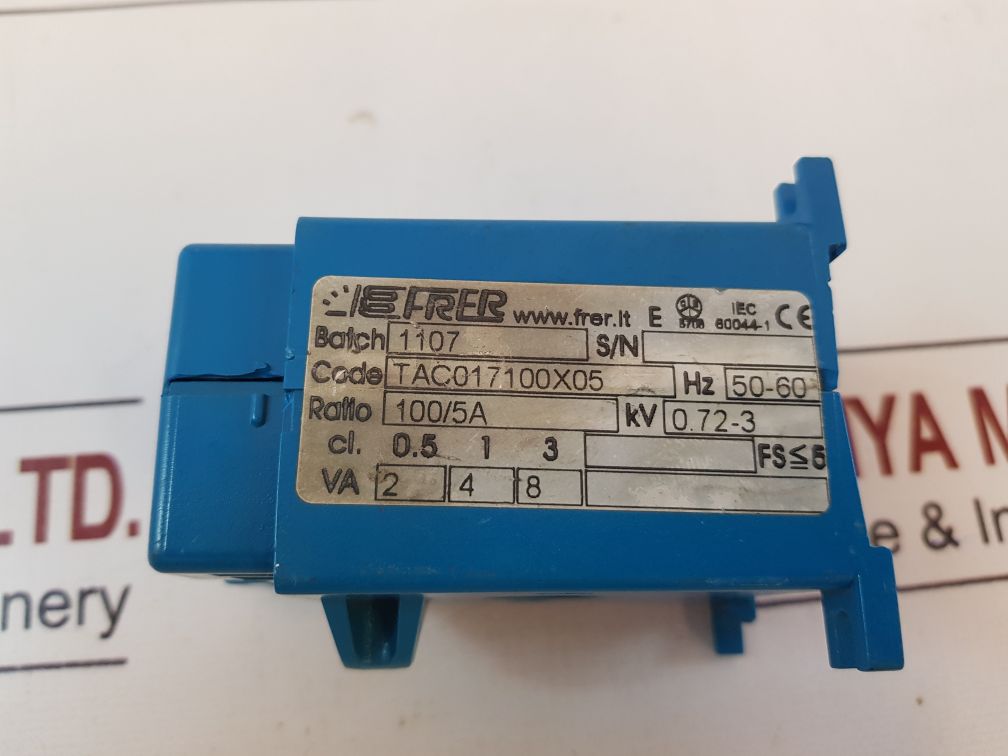 FRER www.frer.it E IEC 60044-1 CE
Batch 1107 S/N
Code TAC017100X05 Hz 50-60
Ratio 100/5A kV 0.72-3
cl. 0.5 1 3 FS≤5
VA 2 4 8
LTD.
nery
IYA M
e & In